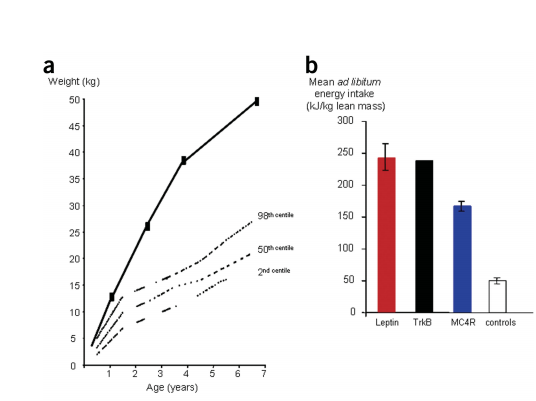 a
Weight (kg)
50
45
40
35
30
25
20
15
10
5
0
98th centile
50th centile
2nd centile
1 2 3 4 5 6 7
Age (years)
b
Mean ad libitum
energy intake
(kJ/kg lean mass)
300
250
200
150
100
50
0
Leptin TrkB MC4R controls